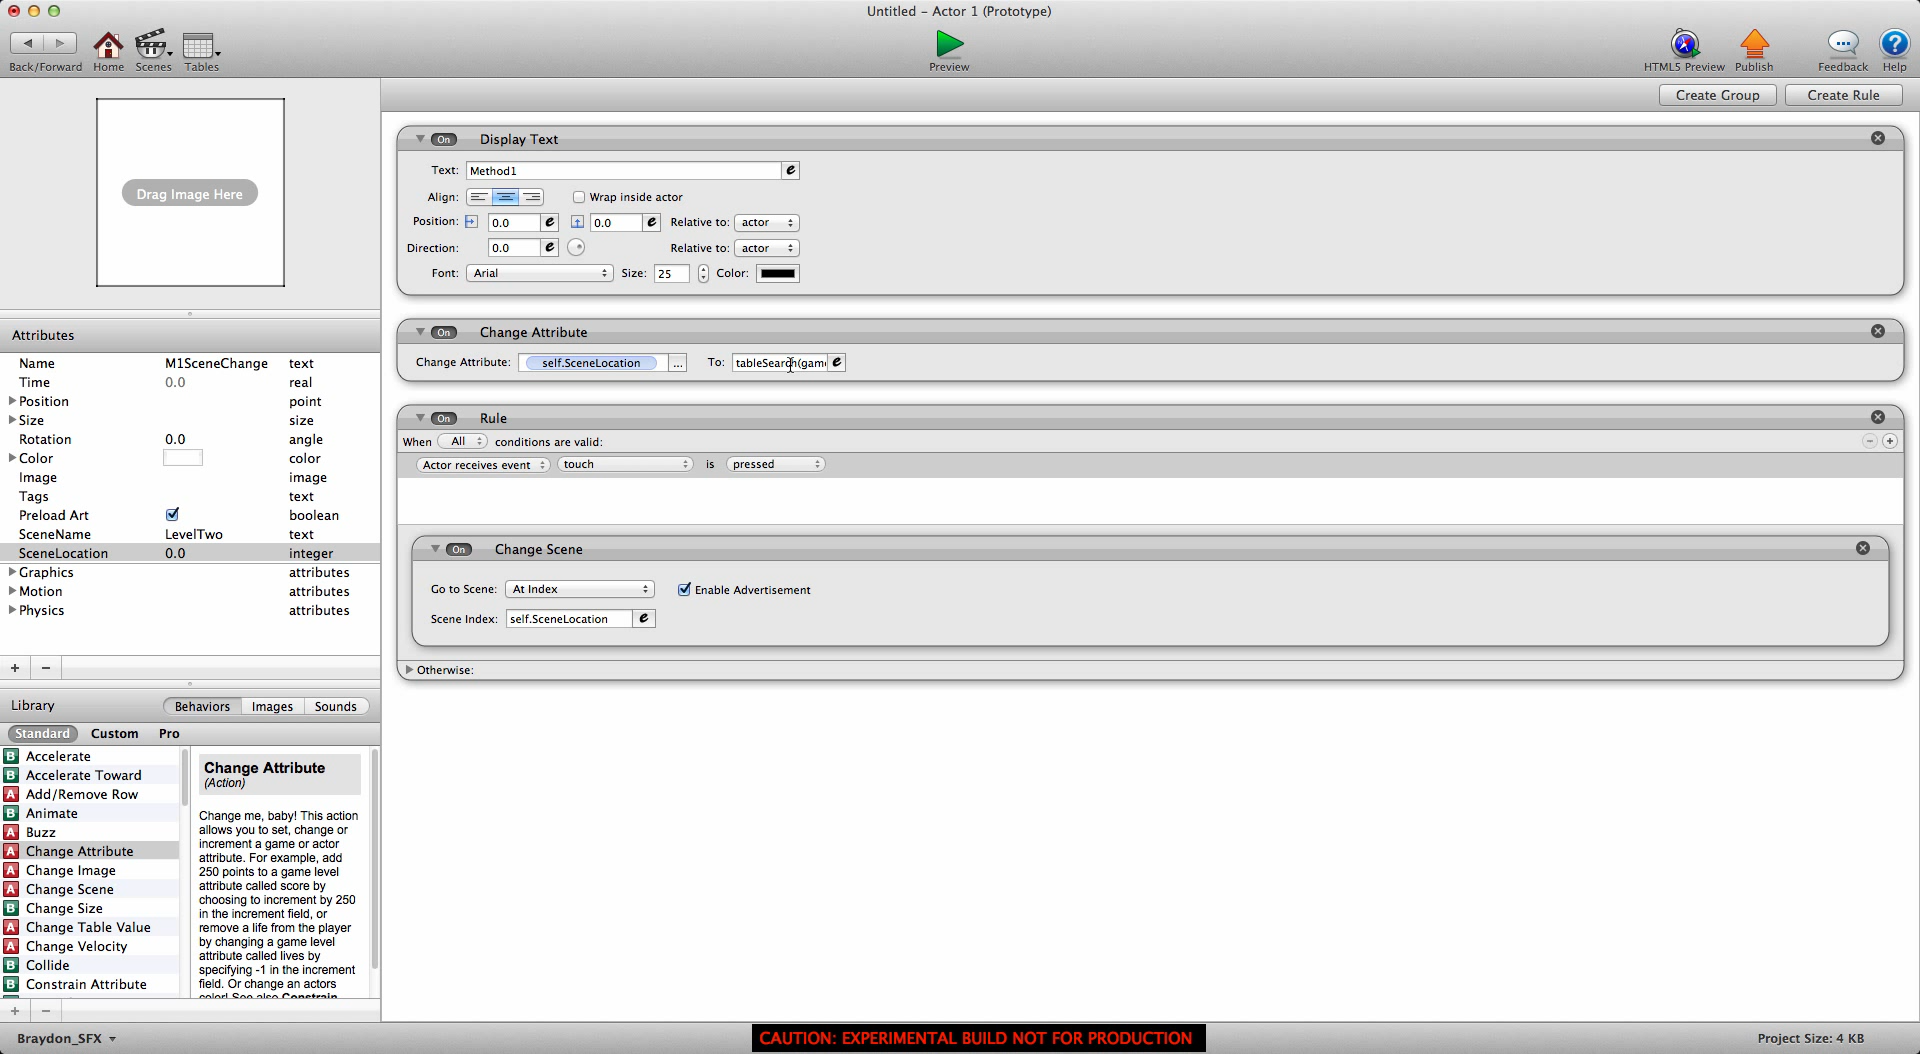 Untitled – Actor 1 (Prototype)
Back/Forward Home Scenes Tables Preview HTML5 Preview Publish Feedback Help
Create Group Create Rule
Drag Image Here
On Display Text
Text: Method1
Align: Wrap inside actor
Position: 0.0 0.0 Relative to: actor
Direction: 0.0 Relative to: actor
Font: Arial Size: 25 Color:
On Change Attribute
Change Attribute: self.SceneLocation ... To: tableSearch(game
On Rule
When All conditions are valid:
Actor receives event touch is pressed
On Change Scene
Go to Scene: At Index Enable Advertisement
Scene Index: self.SceneLocation
Otherwise:
Attributes
Name M1SceneChange text
Time 0.0 real
Position point
Size size
Rotation 0.0 angle
Color color
Image image
Tags text
Preload Art boolean
SceneName LevelTwo text
SceneLocation 0.0 integer
Graphics attributes
Motion attributes
Physics attributes
Library Behaviors Images Sounds
Standard Custom Pro
B Accelerate
B Accelerate Toward
A Add/Remove Row
B Animate
A Buzz
A Change Attribute
A Change Image
A Change Scene
B Change Size
A Change Table Value
A Change Velocity
B Collide
B Constrain Attribute
Change Attribute
(Action)
Change me, baby! This action
allows you to set, change or
increment a game or actor
attribute. For example, add
250 points to a game level
attribute called score by
choosing to increment by 250
in the increment field, or
remove a life from the player
by changing a game level
attribute called lives by
specifying -1 in the increment
field. Or change an actors
color! See also Constrain
Braydon_SFX
CAUTION: EXPERIMENTAL BUILD NOT FOR PRODUCTION
Project Size: 4 KB